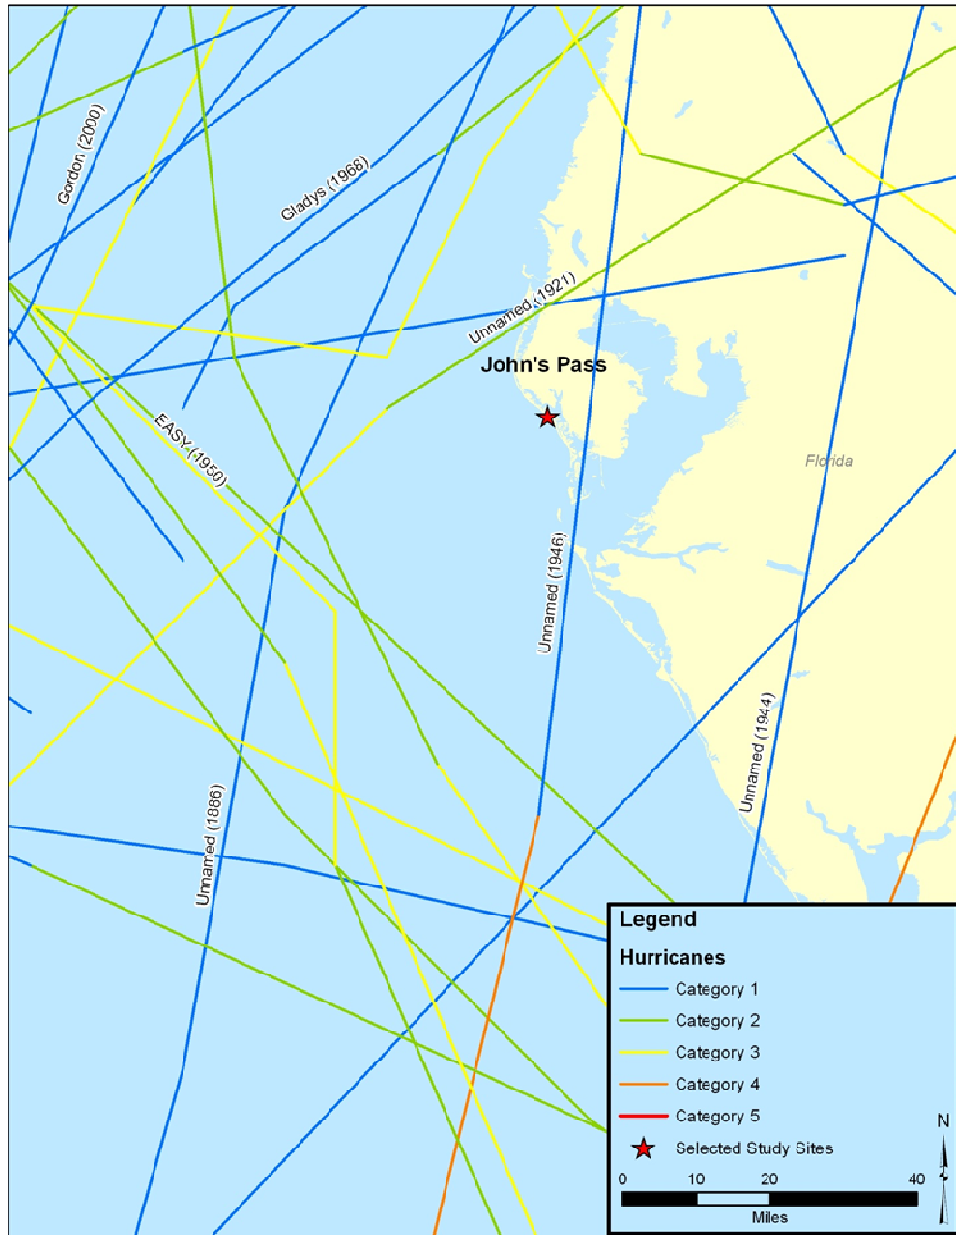 Gordon (2000)
Gladys (1968)
Unnamed (1921)
John's Pass
EASY (1950)
Florida
Unnamed (1946)
Unnamed (1944)
Unnamed (1886)
Legend
Hurricanes
Category 1
Category 2
Category 3
Category 4
Category 5
Selected Study Sites
N
0 10 20 40
Miles